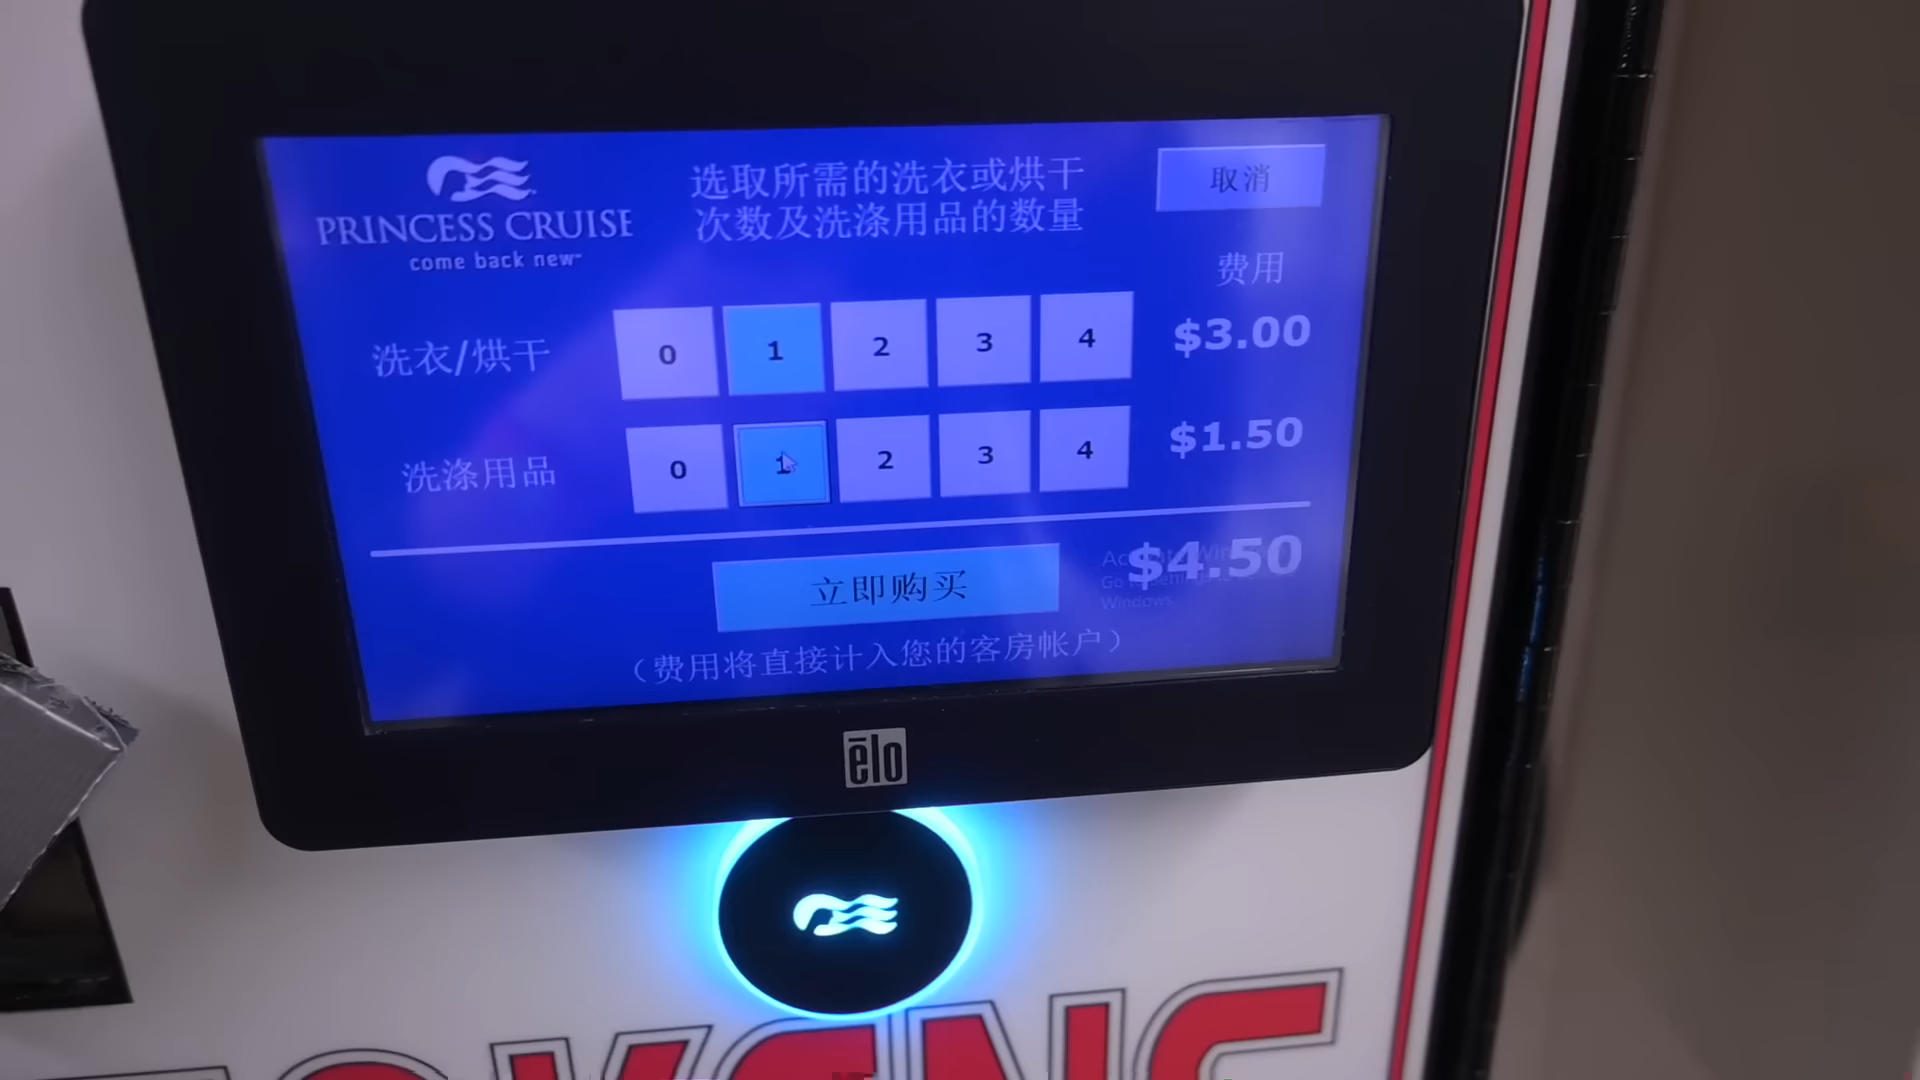 PRINCESS CRUISE
come back new
选取所需的洗衣或烘干
次数及洗涤用品的数量
取消
费用
洗衣/烘干
0 1 2 3 4
$3.00
洗涤用品
0 1 2 3 4
$1.50
立即购买
$4.50
Windows.
（费用将直接计入您的客房帐户）
ēlo